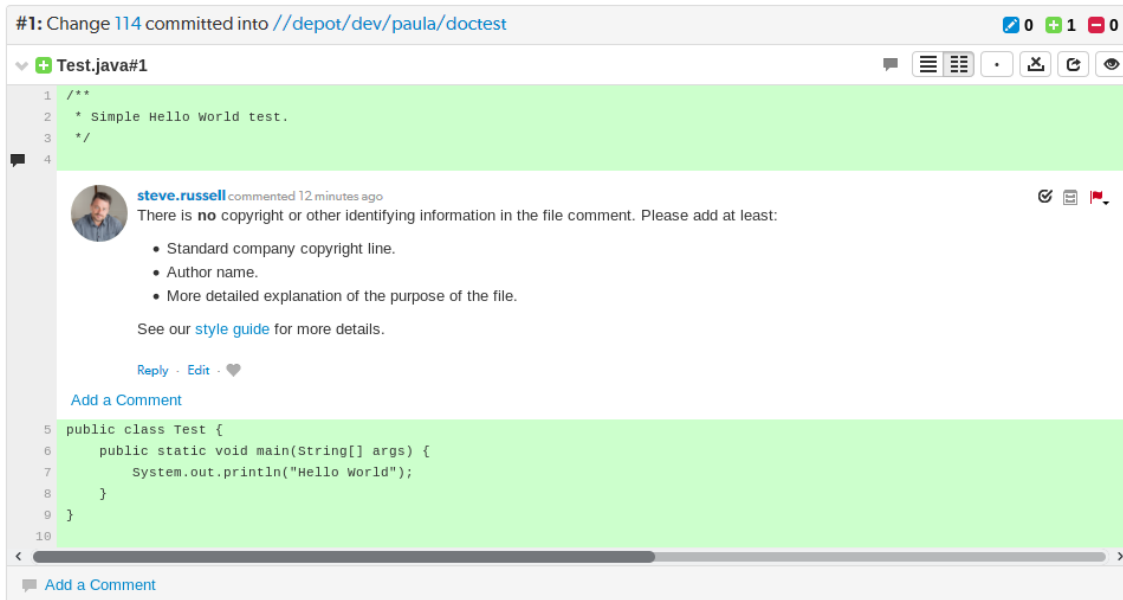 #1: Change 114 committed into //depot/dev/paula/doctest 0 1 0
Test.java#1
1 /**
2  * Simple Hello World test.
3  */
4
steve.russell commented 12 minutes ago
There is no copyright or other identifying information in the file comment. Please add at least:
• Standard company copyright line.
• Author name.
• More detailed explanation of the purpose of the file.
See our style guide for more details.
Reply · Edit ·
Add a Comment
5 public class Test {
6     public static void main(String[] args) {
7         System.out.println("Hello World");
8     }
9 }
10
Add a Comment